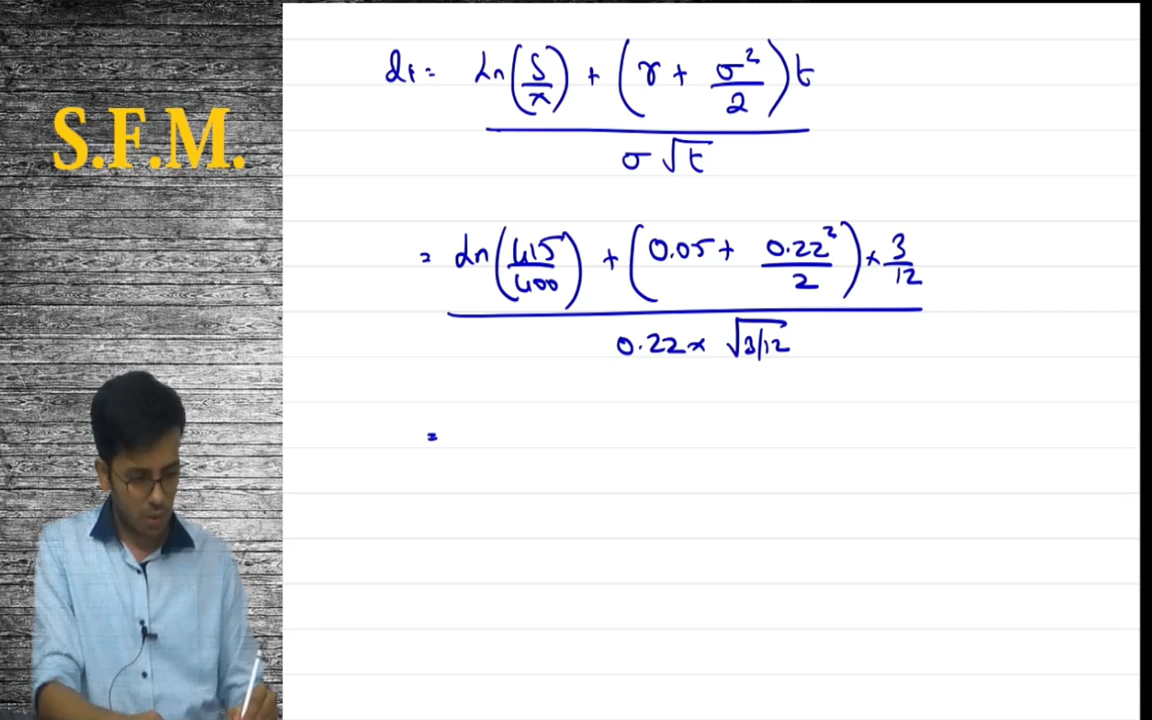 S.F.M.
d1 = ln(S/x) + (r + σ²/2)t
σ √t
= ln(415/400) + (0.05 + 0.22²/2) × 3/12
0.22 × √3/12
=